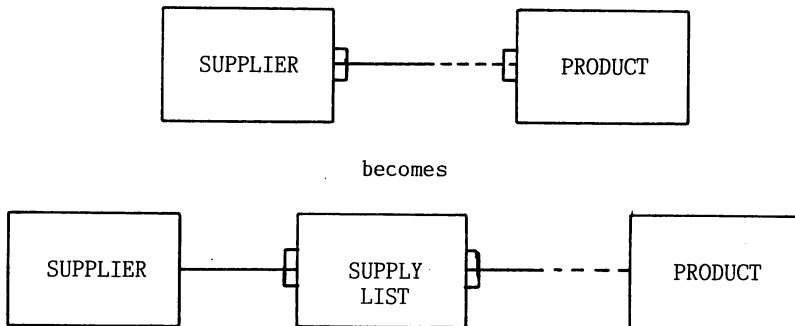 SUPPLIER
PRODUCT
becomes
SUPPLIER
SUPPLY
LIST
PRODUCT